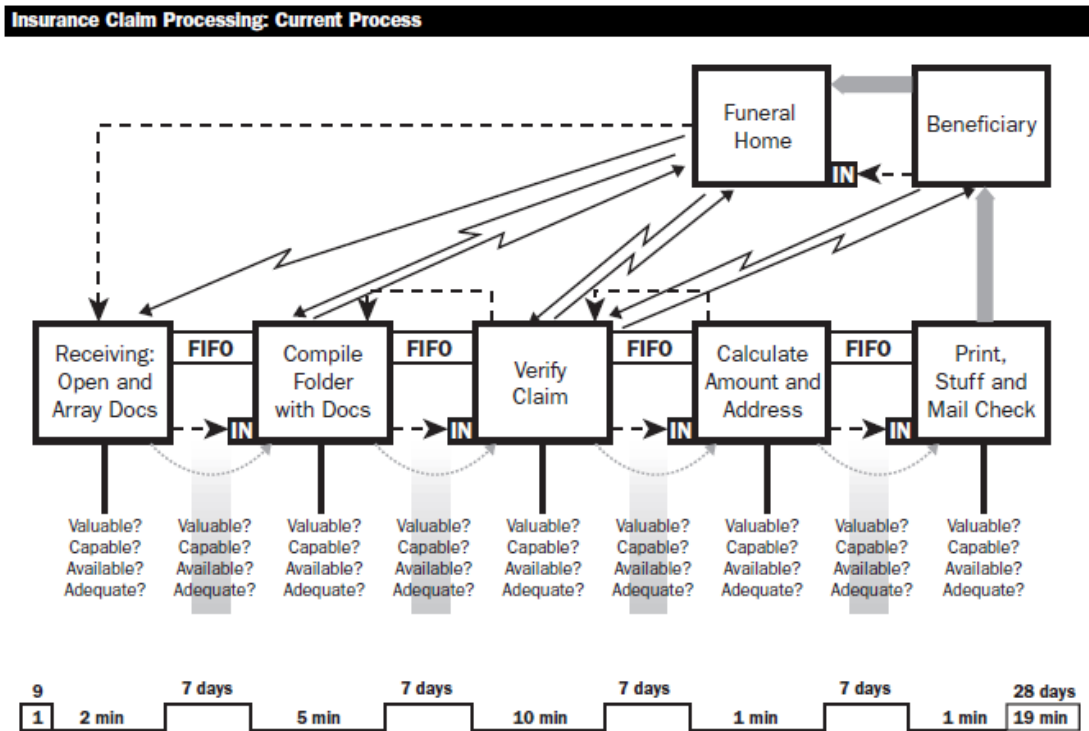 Insurance Claim Processing: Current Process
Funeral
Home
Beneficiary
IN
Receiving:
Open and
Array Docs
FIFO
Compile
Folder
with Docs
FIFO
Verify
Claim
FIFO
Calculate
Amount and
Address
FIFO
Print,
Stuff and
Mail Check
IN
IN
IN
IN
Valuable? Valuable? Valuable? Valuable? Valuable? Valuable? Valuable? Valuable? Valuable?
Capable? Capable? Capable? Capable? Capable? Capable? Capable? Capable? Capable?
Available? Available? Available? Available? Available? Available? Available? Available? Available?
Adequate? Adequate? Adequate? Adequate? Adequate? Adequate? Adequate? Adequate? Adequate?
9 7 days 7 days 7 days 7 days 28 days
1 2 min 5 min 10 min 1 min 1 min 19 min